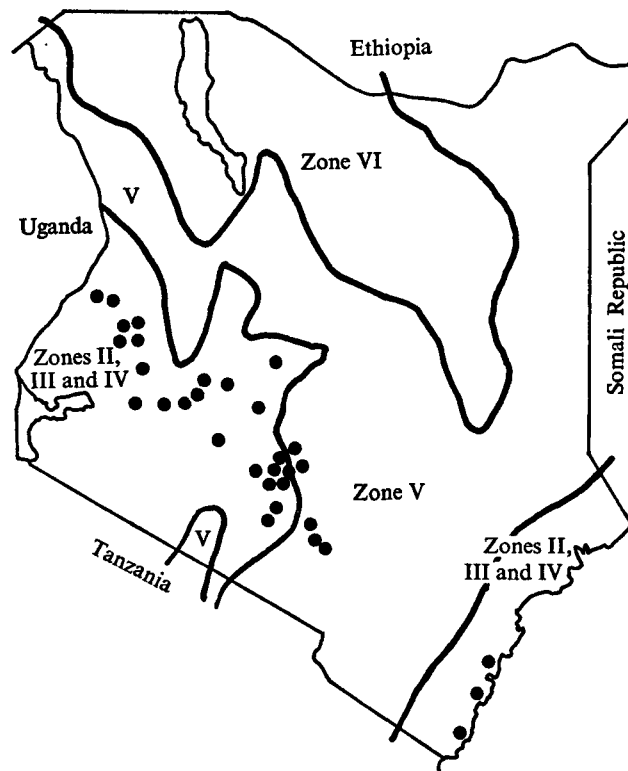 Ethiopia
Zone VI
V
Uganda
Somali Republic
Zones II,
III and IV
Zone V
V
Tanzania
Zones II,
III and IV